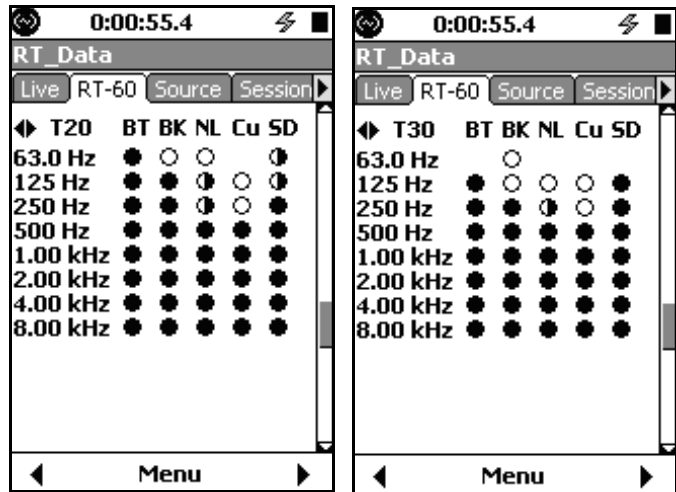 0:00:55.4
RT_Data
Live RT-60 Source Session
T20 BT BK NL Cu SD
63.0 Hz
125 Hz
250 Hz
500 Hz
1.00 kHz
2.00 kHz
4.00 kHz
8.00 kHz
Menu
0:00:55.4
RT_Data
Live RT-60 Source Session
T30 BT BK NL Cu SD
63.0 Hz
125 Hz
250 Hz
500 Hz
1.00 kHz
2.00 kHz
4.00 kHz
8.00 kHz
Menu